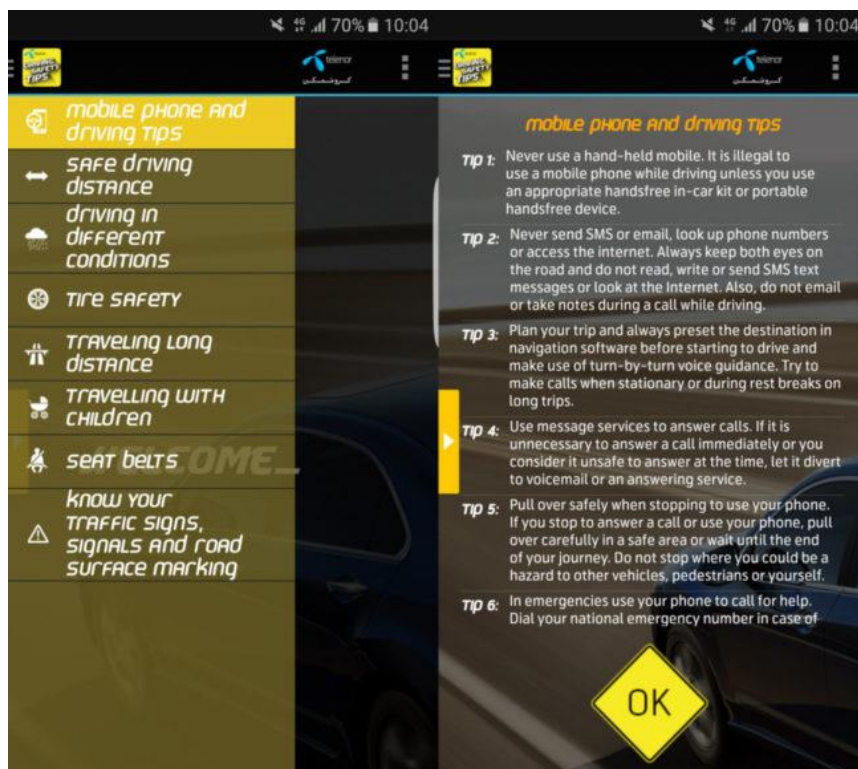 4G 70% 10:04
telenor
DRIVING SAFETY TIPS
mobile phone and
driving tips
safe driving
distance
driving in
different
conditions
tire safety
traveling long
distance
travelling with
children
WELCOME_
seat belts
know your
traffic signs,
signals and road
surface marking
4G 70% 10:04
telenor
SAFETY
TIPS
mobile phone and driving tips
Tip 1: Never use a hand-held mobile. It is illegal to
use a mobile phone while driving unless you use
an appropriate handsfree in-car kit or portable
handsfree device.
Tip 2: Never send SMS or email, look up phone numbers
or access the internet. Always keep both eyes on
the road and do not read, write or send SMS text
messages or look at the Internet. Also, do not email
or take notes during a call while driving.
Tip 3: Plan your trip and always preset the destination in
navigation software before starting to drive and
make use of turn-by-turn voice guidance. Try to
make calls when stationary or during rest breaks on
long trips.
Tip 4: Use message services to answer calls. If it is
unnecessary to answer a call immediately or you
consider it unsafe to answer at the time, let it divert
to voicemail or an answering service.
Tip 5: Pull over safely when stopping to use your phone.
If you stop to answer a call or use your phone, pull
over carefully in a safe area or wait until the end
of your journey. Do not stop where you could be a
hazard to other vehicles, pedestrians or yourself.
Tip 6: In emergencies use your phone to call for help.
Dial your national emergency number in case of
OK